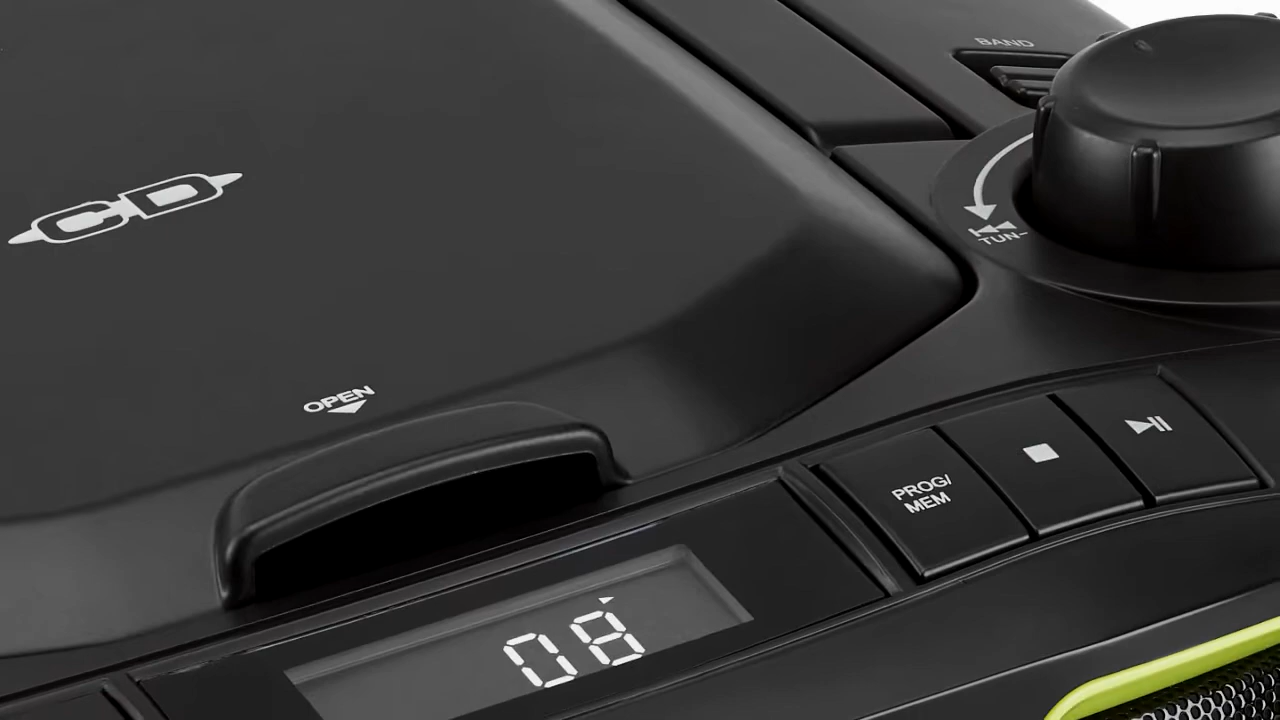 BAND
CD
TUN-
OPEN
PROG/
MEM
08